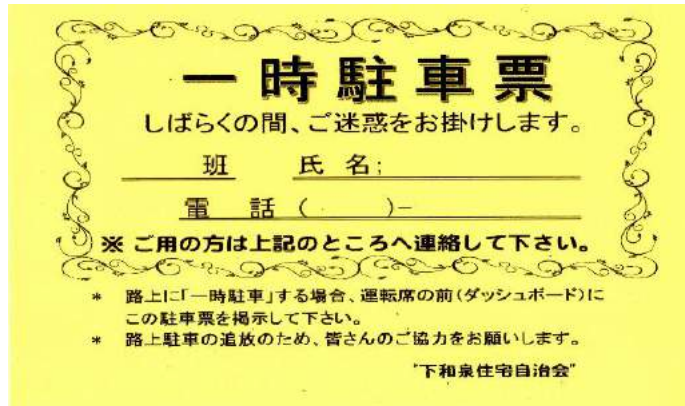 一時駐車票
しばらくの間、ご迷惑をお掛けします。
班 氏名;
電話( )-
※ ご用の方は上記のところへ連絡して下さい。
* 路上に「一時駐車」する場合、運転席の前(ダッシュボード)に
この駐車票を掲示して下さい。
* 路上駐車の追放のため、皆さんのご協力をお願いします。
"下和泉住宅自治会"